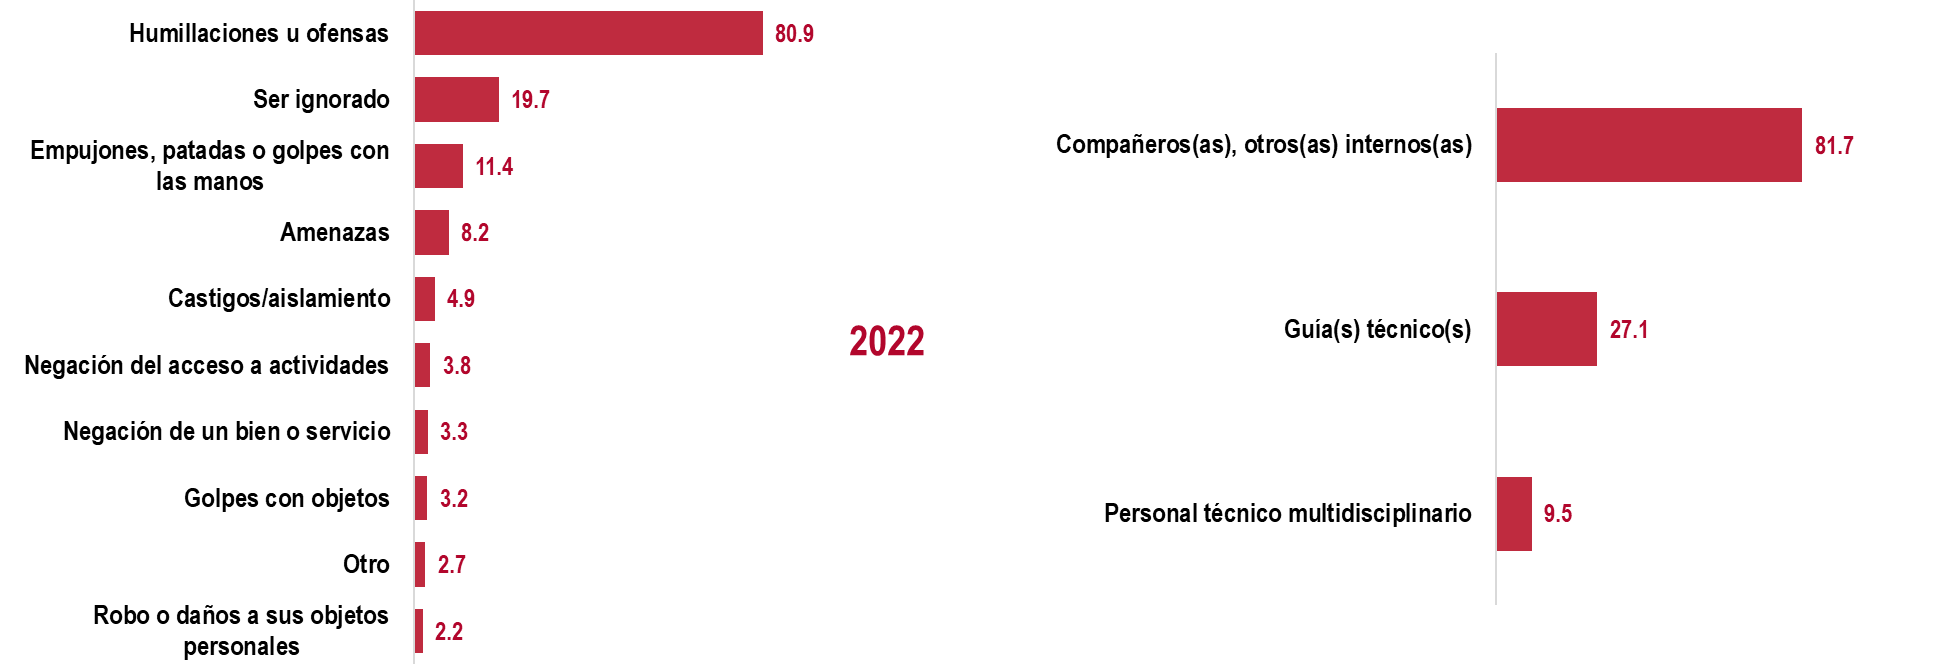 Humillaciones u ofensas 80.9
Ser ignorado 19.7
Empujones, patadas o golpes con
las manos 11.4
Amenazas 8.2
Castigos/aislamiento 4.9
Negación del acceso a actividades 3.8
Negación de un bien o servicio 3.3
Golpes con objetos 3.2
Otro 2.7
Robo o daños a sus objetos
personales 2.2
2022
Compañeros(as), otros(as) internos(as) 81.7
Guía(s) técnico(s) 27.1
Personal técnico multidisciplinario 9.5